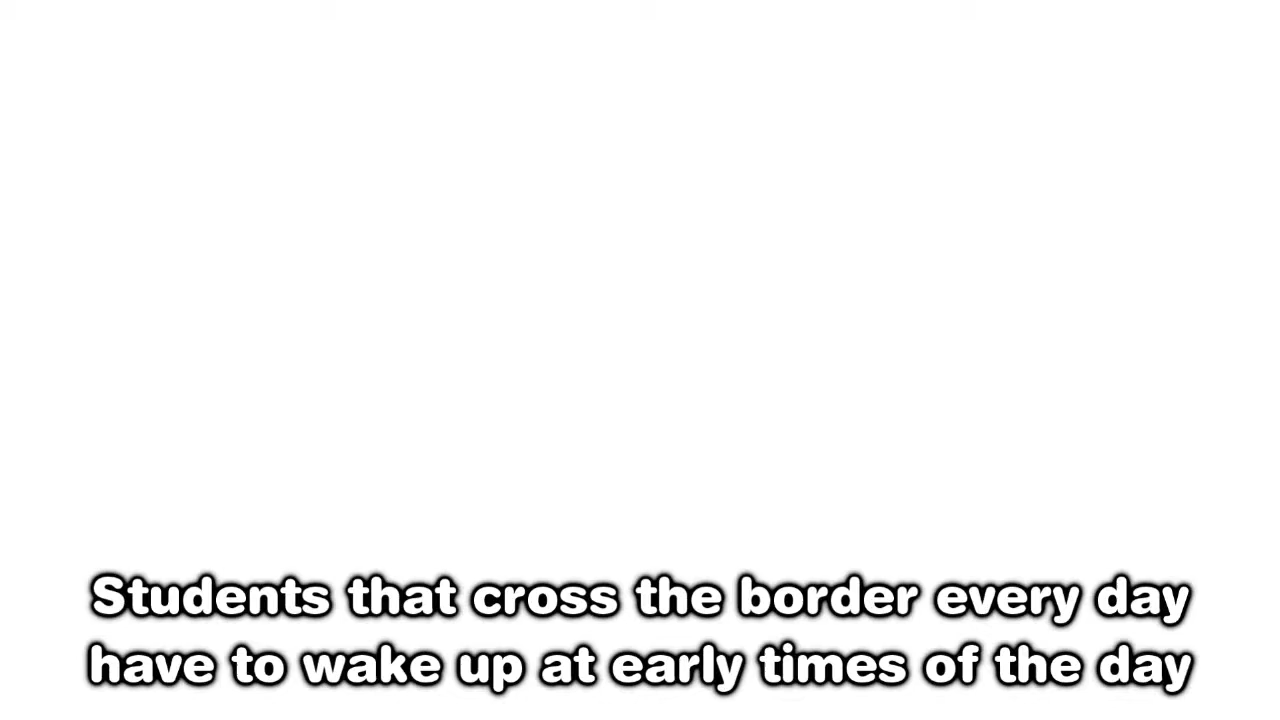 Students that cross the border every day
have to wake up at early times of the day